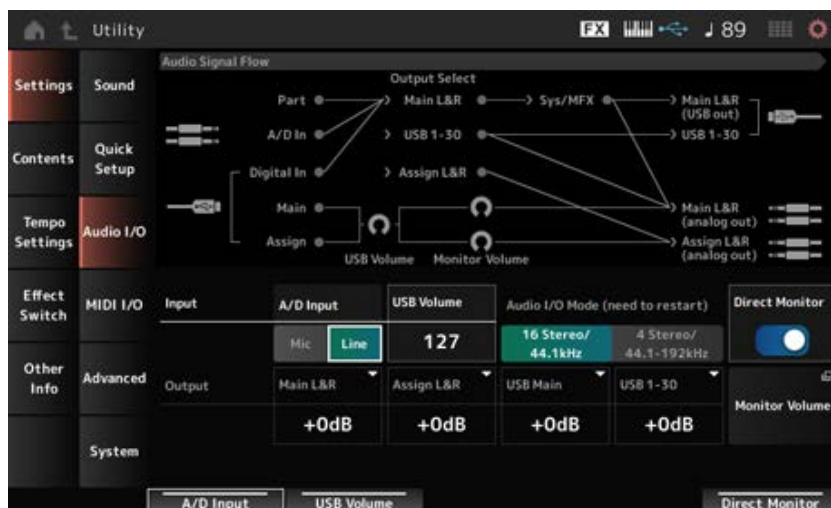 Utility
FX
♩ 89
Settings
Contents
Tempo
Settings
Effect
Switch
Other
Info
Sound
Quick
Setup
Audio I/O
MIDI I/O
Advanced
System
Audio Signal Flow
Output Select
Part
Main L&R
Sys/MFX
Main L&R
(USB out)
A/D In
USB 1-30
USB 1-30
Digital In
Assign L&R
Main
Main L&R
(analog out)
Assign
Assign L&R
(analog out)
USB Volume
Monitor Volume
Input
A/D Input
Mic
Line
USB Volume
127
Audio I/O Mode (need to restart)
16 Stereo/
44.1kHz
4 Stereo/
44.1-192kHz
Direct Monitor
Output
Main L&R
+0dB
Assign L&R
+0dB
USB Main
+0dB
USB 1-30
+0dB
Monitor Volume
A/D Input
USB Volume
Direct Monitor